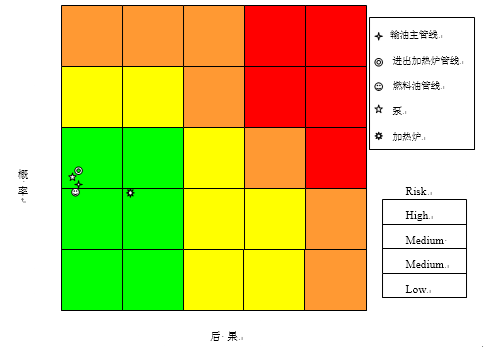 输油主管线
进出加热炉管线
燃料油管线
泵
加热炉
概
率
Risk
High
Medium
Medium
Low
后 果